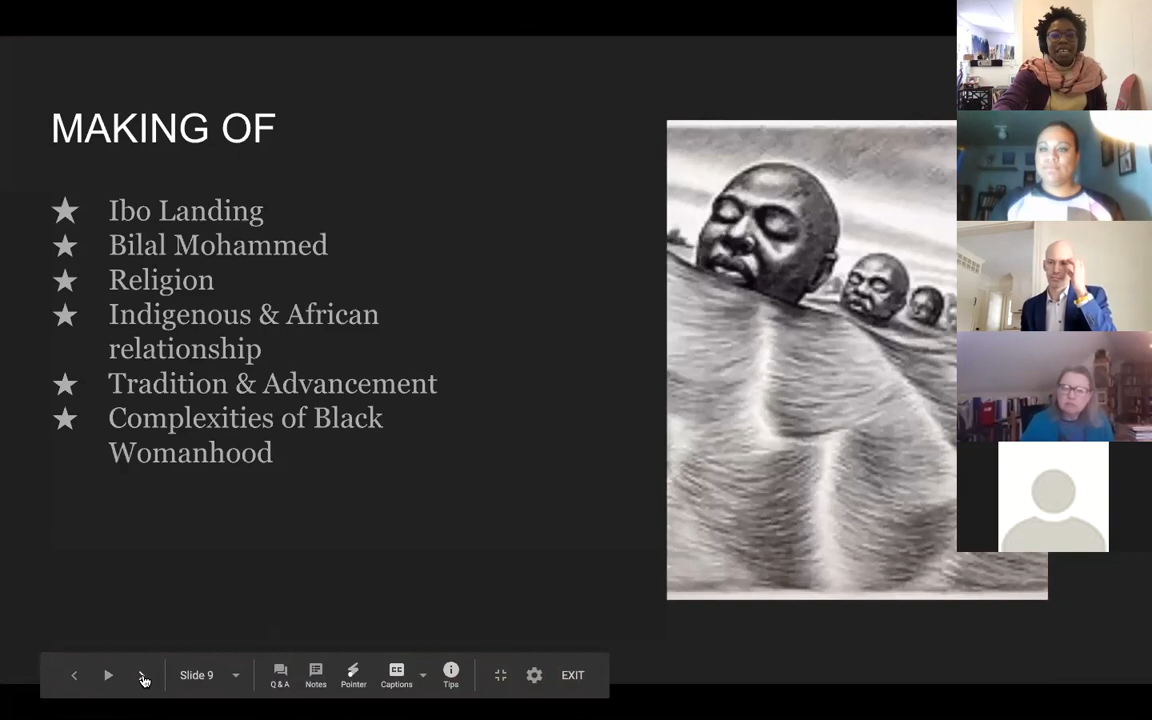 MAKING OF
★ Ibo Landing
★ Bilal Mohammed
★ Religion
★ Indigenous & African
relationship
★ Tradition & Advancement
★ Complexities of Black
Womanhood
Slide 9
Q & A
Notes
Pointer
CC
Captions
Tips
EXIT